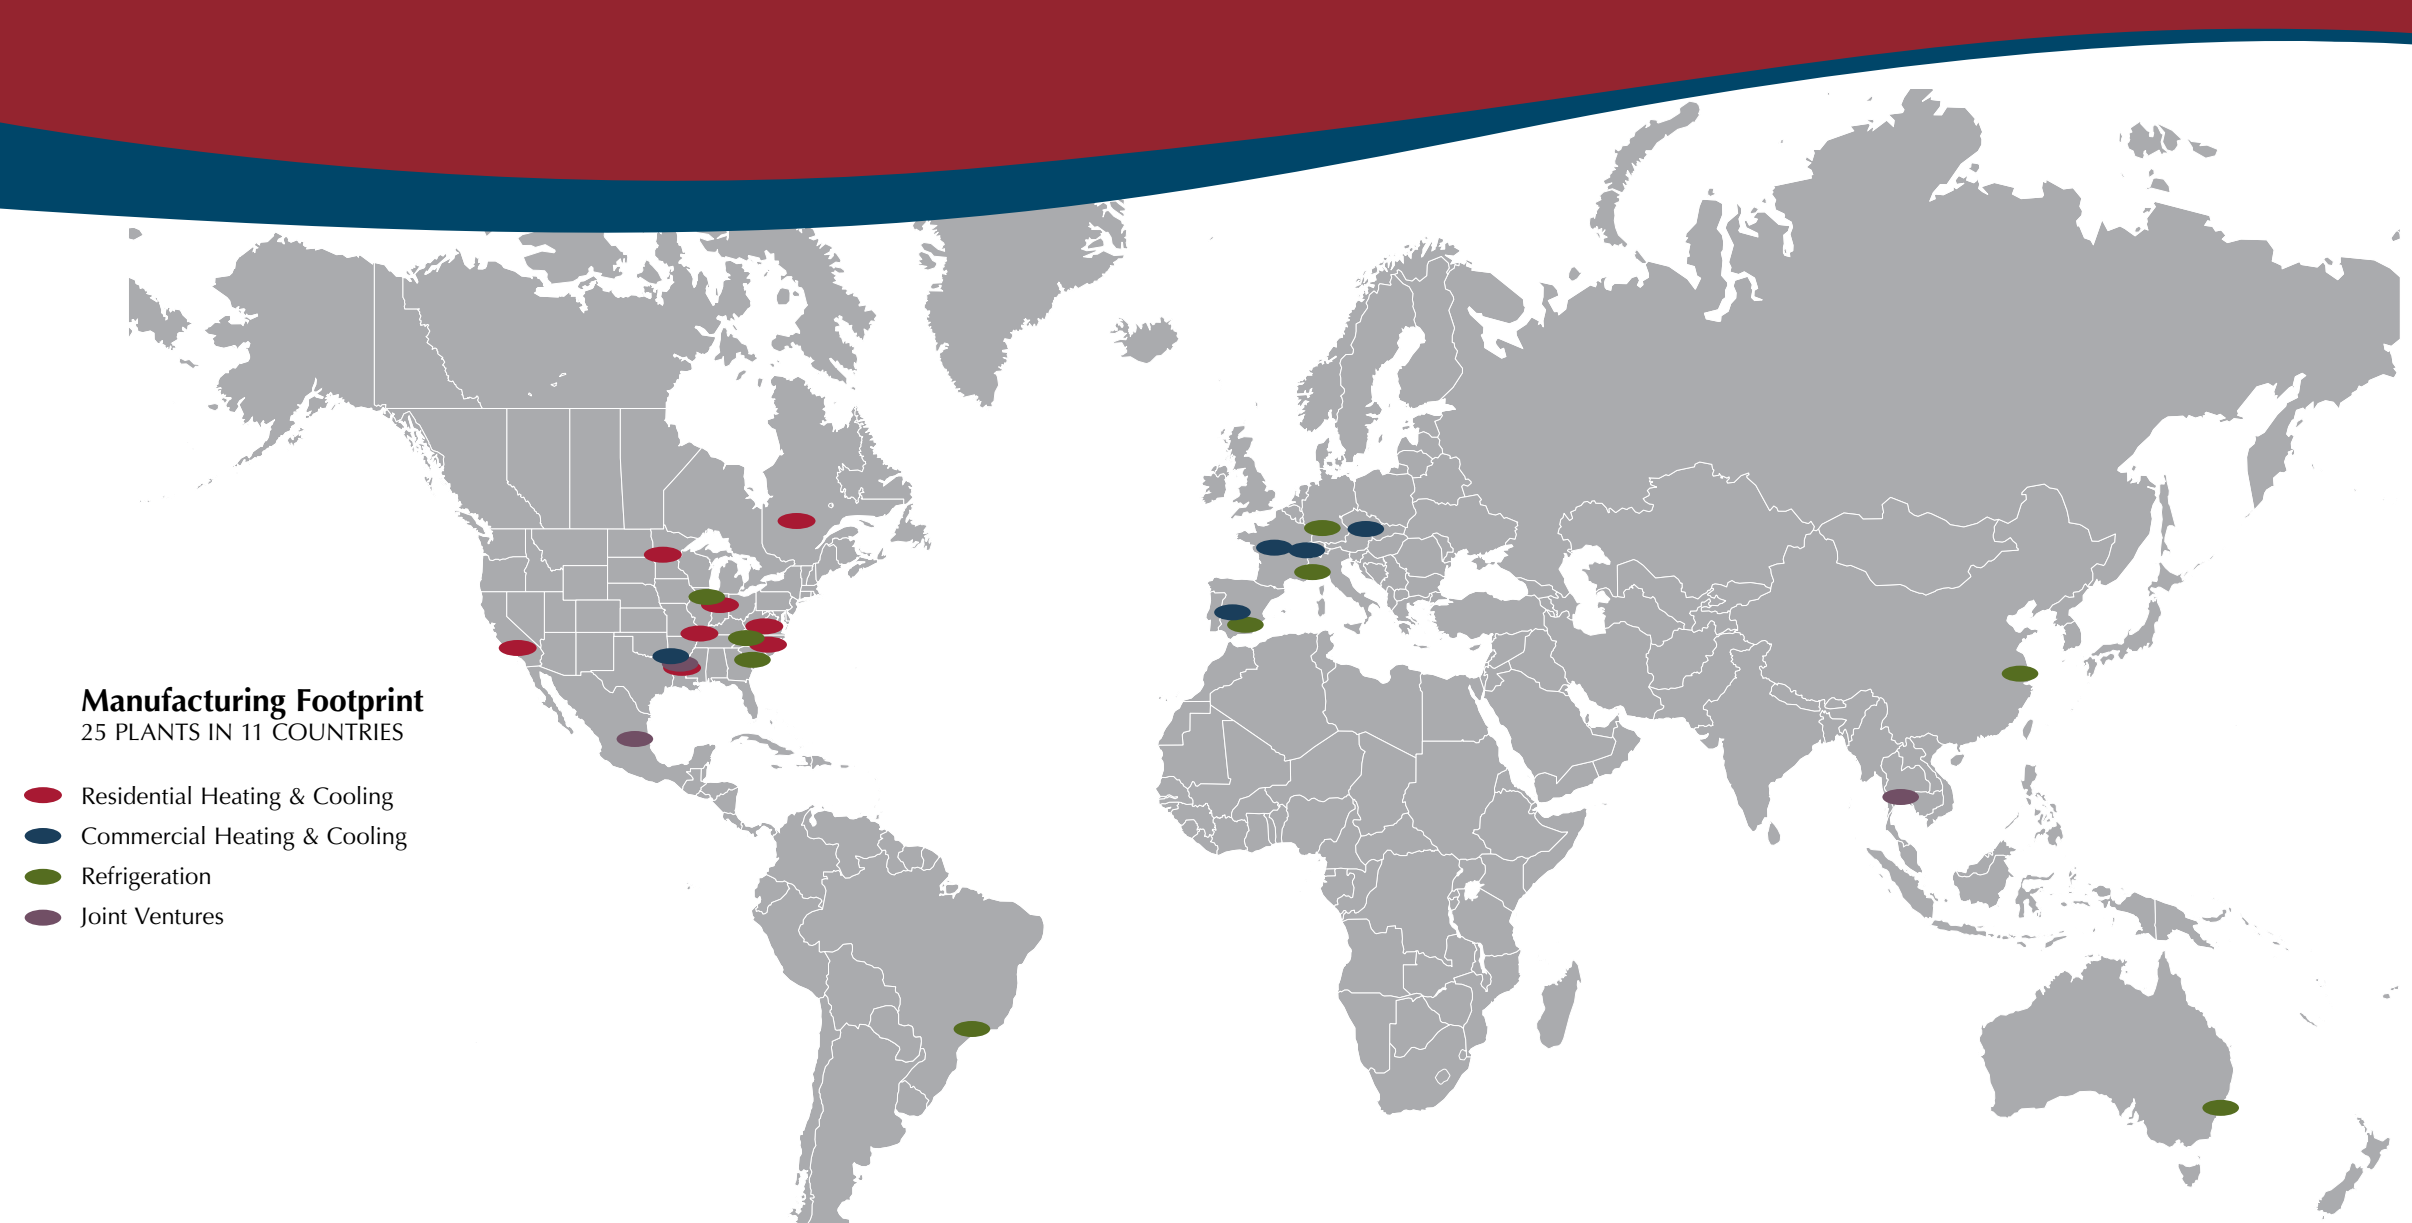 Manufacturing Footprint
25 PLANTS IN 11 COUNTRIES
Residential Heating & Cooling
Commercial Heating & Cooling
Refrigeration
Joint Ventures